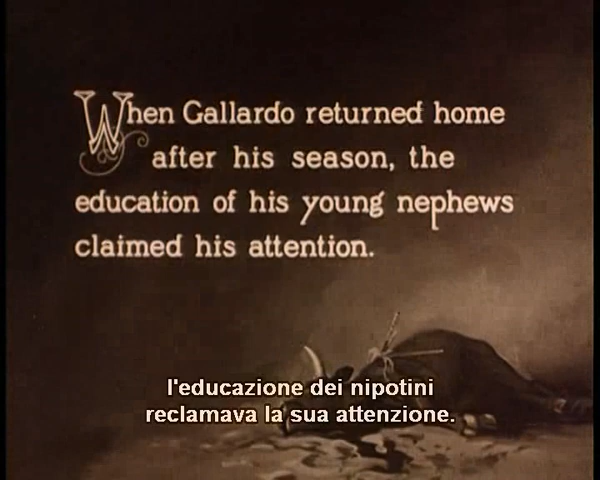 When Gallardo returned home
after his season, the
education of his young nephews
claimed his attention.
l'educazione dei nipotini
reclamava la sua attenzione.